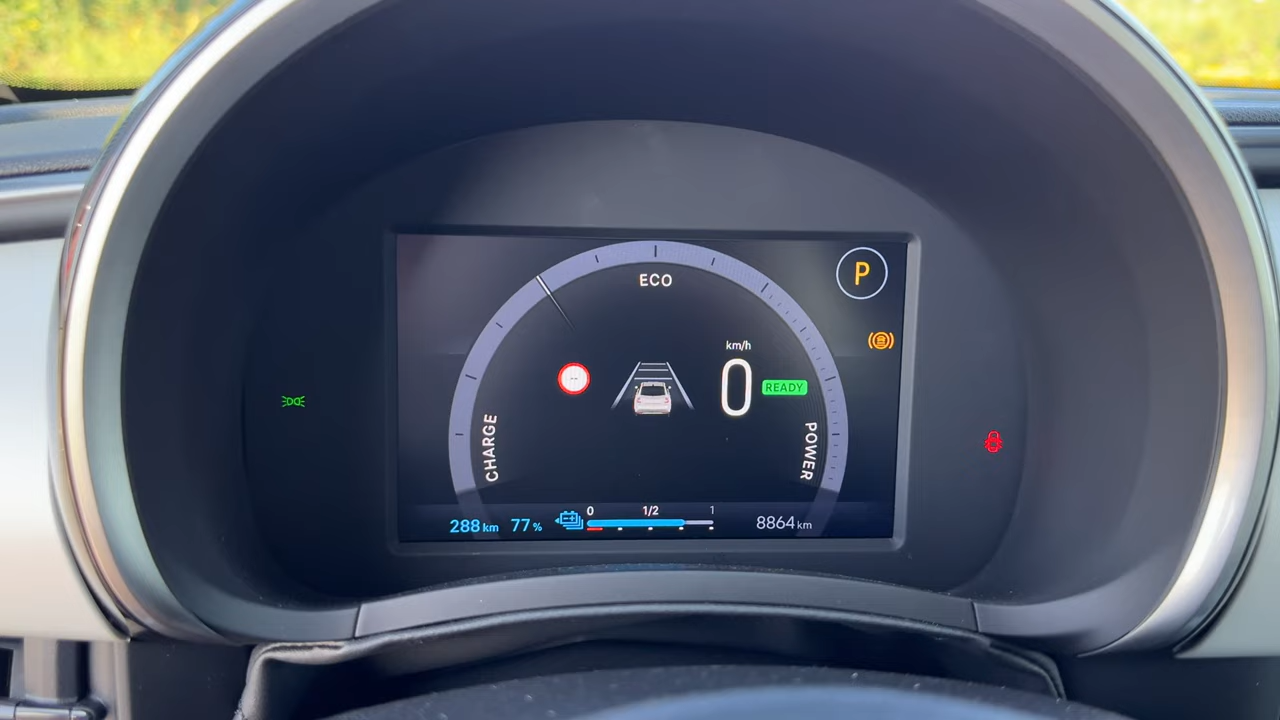 ECO
P
km/h
0
READY
CHARGE
POWER
288 km 77 %
0 1/2 1
8864 km